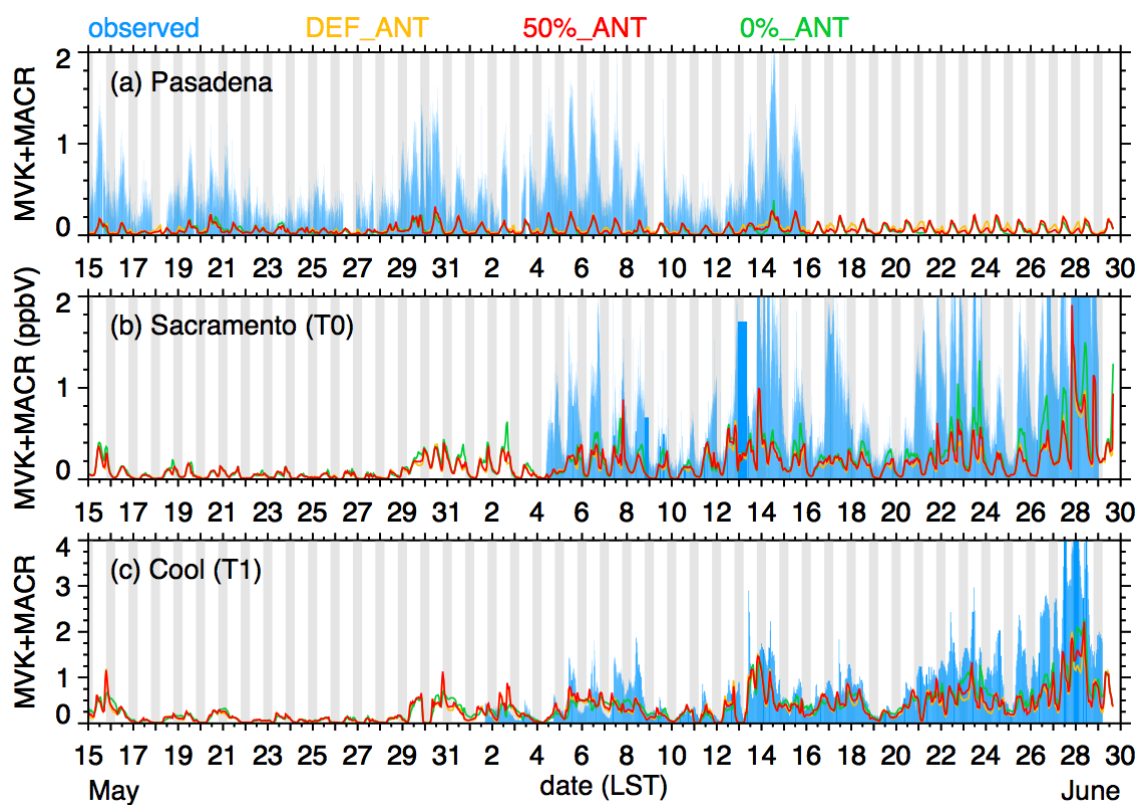 observed DEF_ANT 50%_ANT 0%_ANT
MVK+MACR
2
1
0
(a) Pasadena
15 17 19 21 23 25 27 29 31 2 4 6 8 10 12 14 16 18 20 22 24 26 28 30
MVK+MACR (ppbV)
2
1
0
(b) Sacramento (T0)
15 17 19 21 23 25 27 29 31 2 4 6 8 10 12 14 16 18 20 22 24 26 28 30
MVK+MACR
4
3
2
1
0
(c) Cool (T1)
15 17 19 21 23 25 27 29 31 2 4 6 8 10 12 14 16 18 20 22 24 26 28 30
May date (LST) June